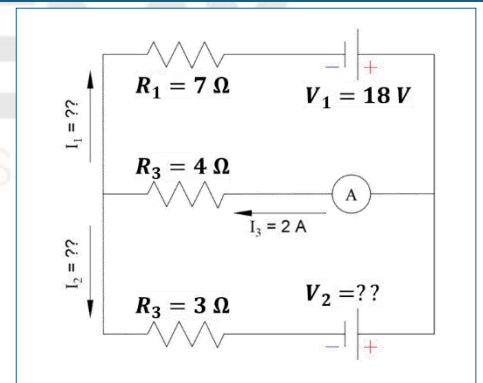 R₁ = 7 Ω
− +
V₁ = 18 V
I₁ = ??
R₃ = 4 Ω
A
I₃ = 2 A
I₂ = ??
V₂ =??
R₃ = 3 Ω
− +